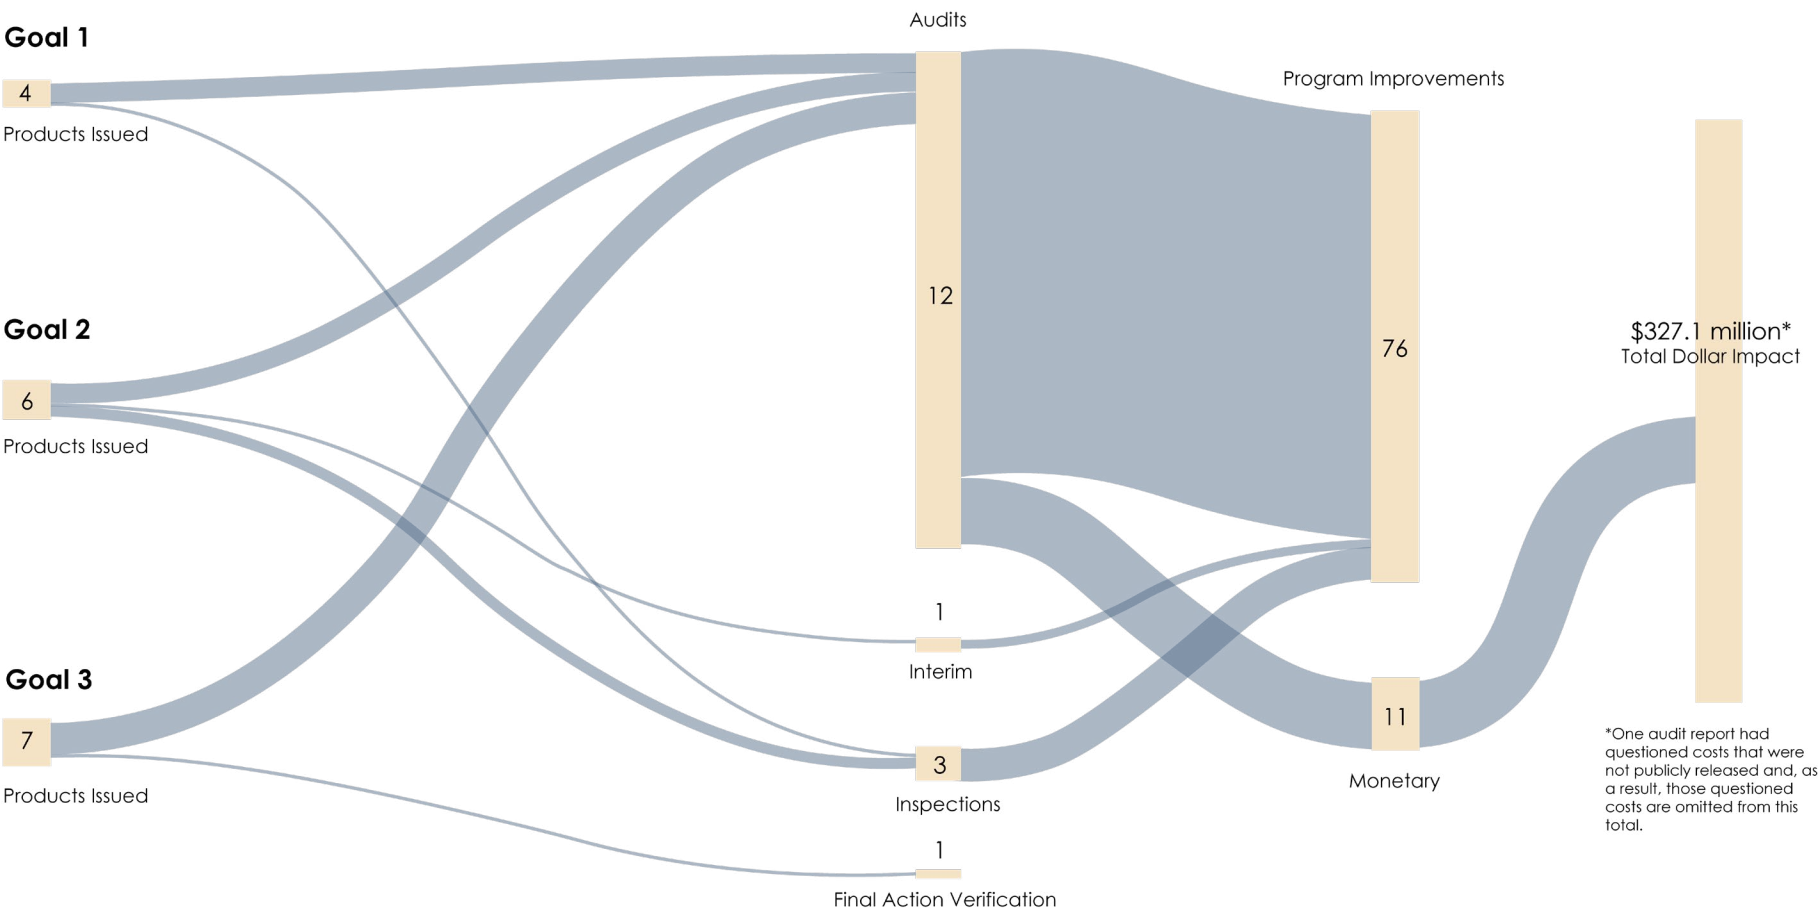 Audits
Goal 1
4
Products Issued
Program Improvements
12
Goal 2
76
$327.1 million*
Total Dollar Impact
6
Products Issued
1
Interim
Goal 3
7
Products Issued
3
Inspections
11
Monetary
*One audit report had
questioned costs that were
not publicly released and, as
a result, those questioned
costs are omitted from this
total.
1
Final Action Verification